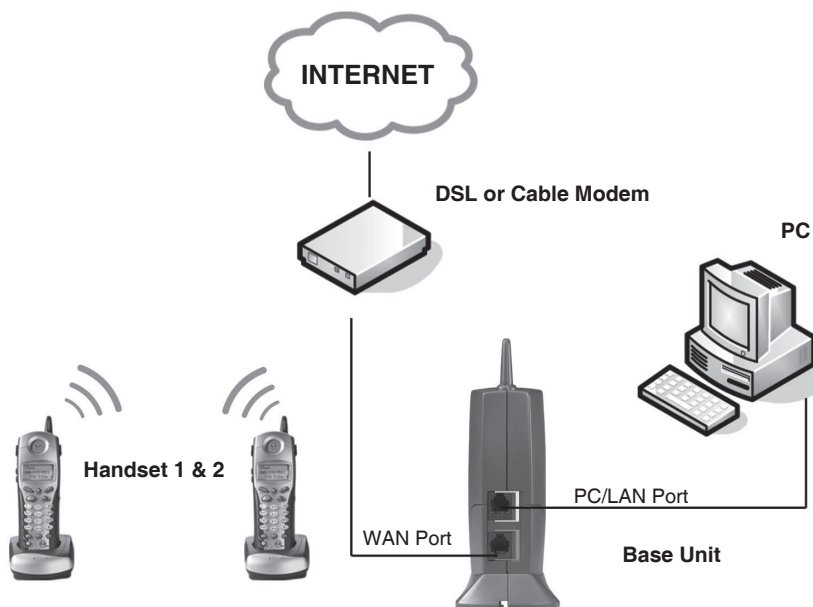 INTERNET
DSL or Cable Modem
PC
Handset 1 & 2
PC/LAN Port
WAN Port
Base Unit